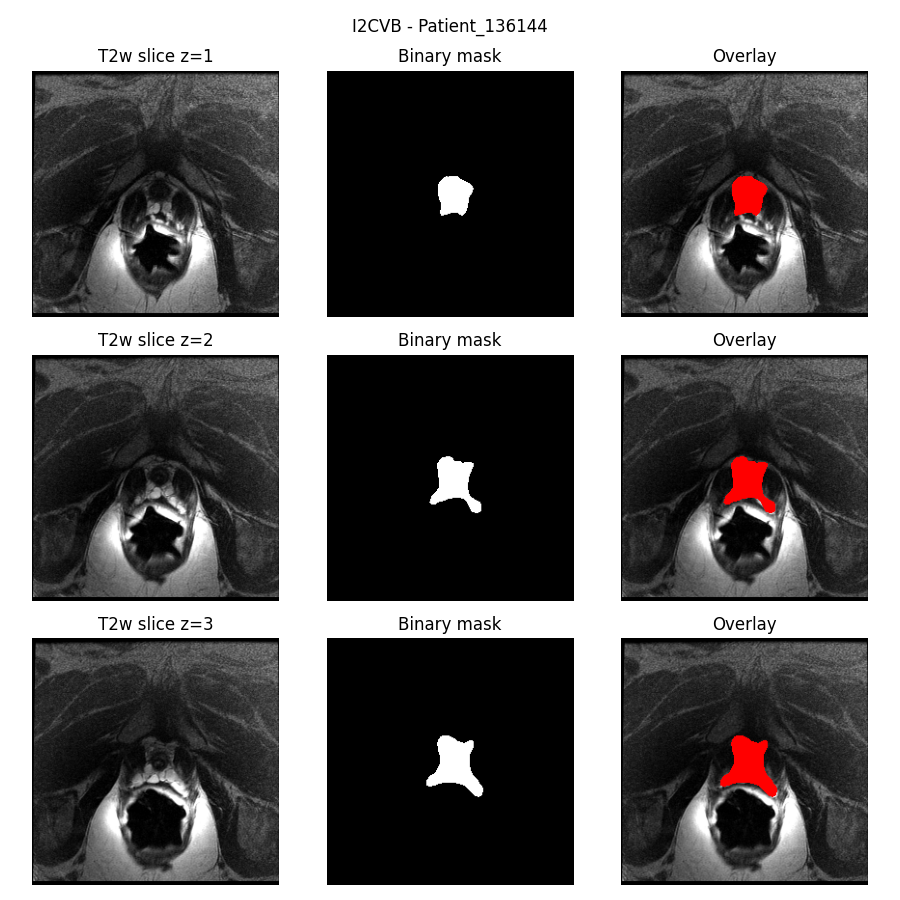 I2CVB - Patient_136144
T2w slice z=1
Binary mask
Overlay
T2w slice z=2
Binary mask
Overlay
T2w slice z=3
Binary mask
Overlay